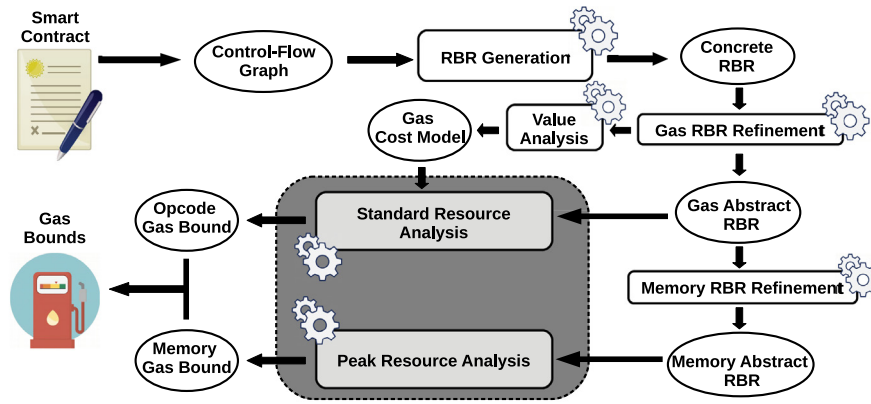 Smart
Contract
Control-Flow
Graph
RBR Generation
Concrete
RBR
Gas
Cost Model
Value
Analysis
Gas RBR Refinement
Gas
Bounds
Opcode
Gas Bound
Standard Resource
Analysis
Gas Abstract
RBR
Memory RBR Refinement
Memory
Gas Bound
Peak Resource Analysis
Memory Abstract
RBR